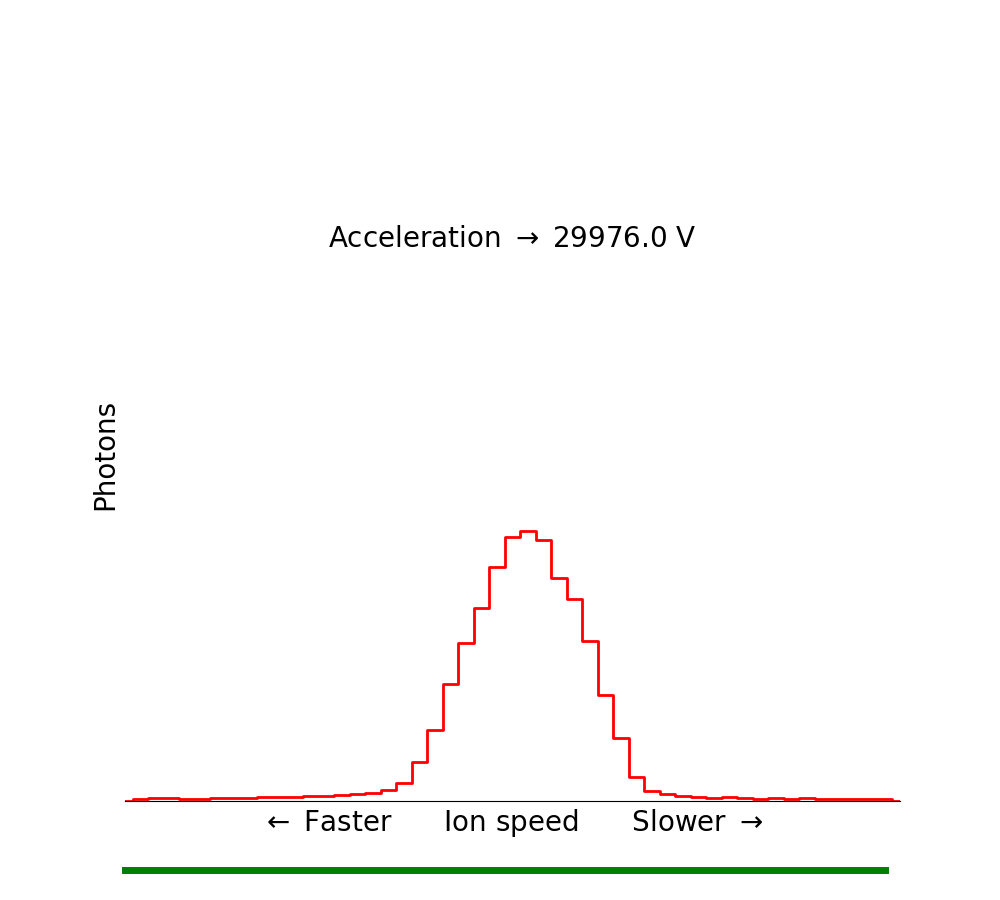 Acceleration → 29976.0 V
Photons
← Faster Ion speed Slower →